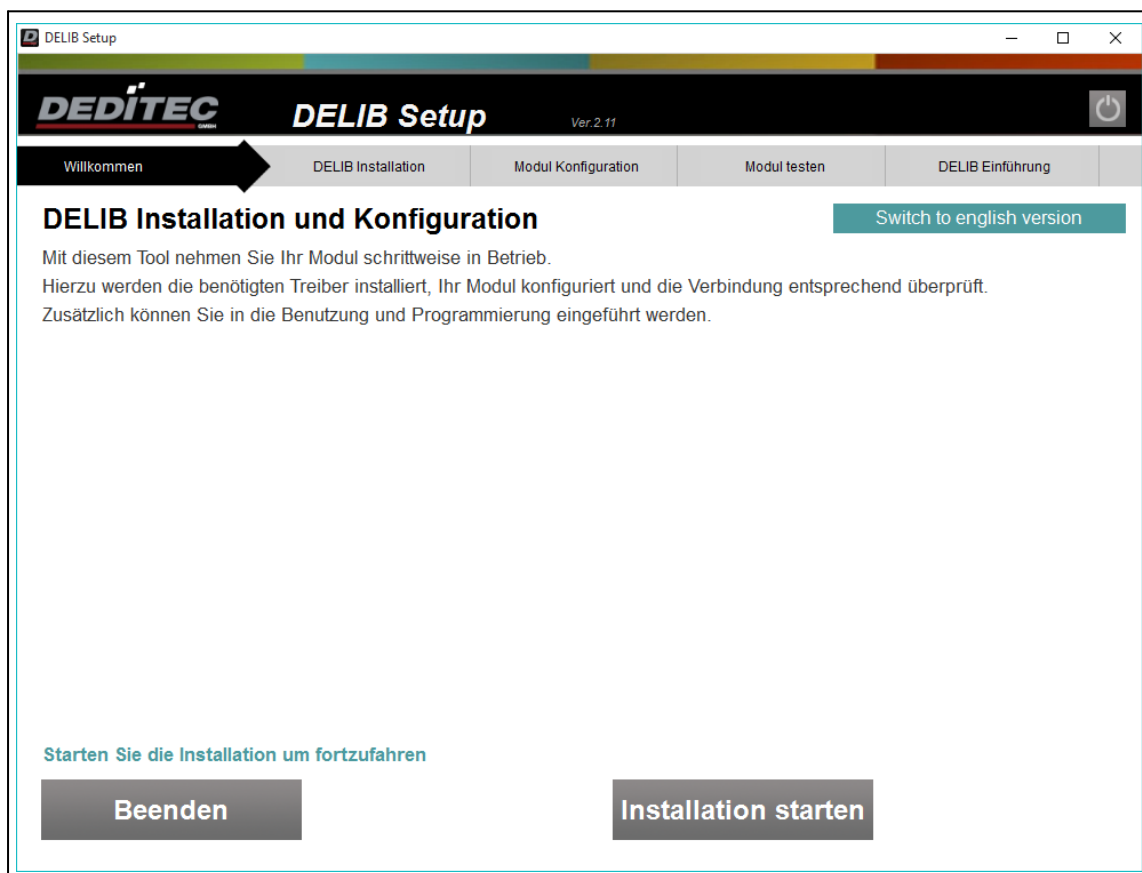 DELIB Setup
DEDITEC
GMBH
DELIB Setup
Ver.2.11
Willkommen
DELIB Installation
Modul Konfiguration
Modul testen
DELIB Einführung
DELIB Installation und Konfiguration
Switch to english version
Mit diesem Tool nehmen Sie Ihr Modul schrittweise in Betrieb.
Hierzu werden die benötigten Treiber installiert, Ihr Modul konfiguriert und die Verbindung entsprechend überprüft.
Zusätzlich können Sie in die Benutzung und Programmierung eingeführt werden.
Starten Sie die Installation um fortzufahren
Beenden
Installation starten